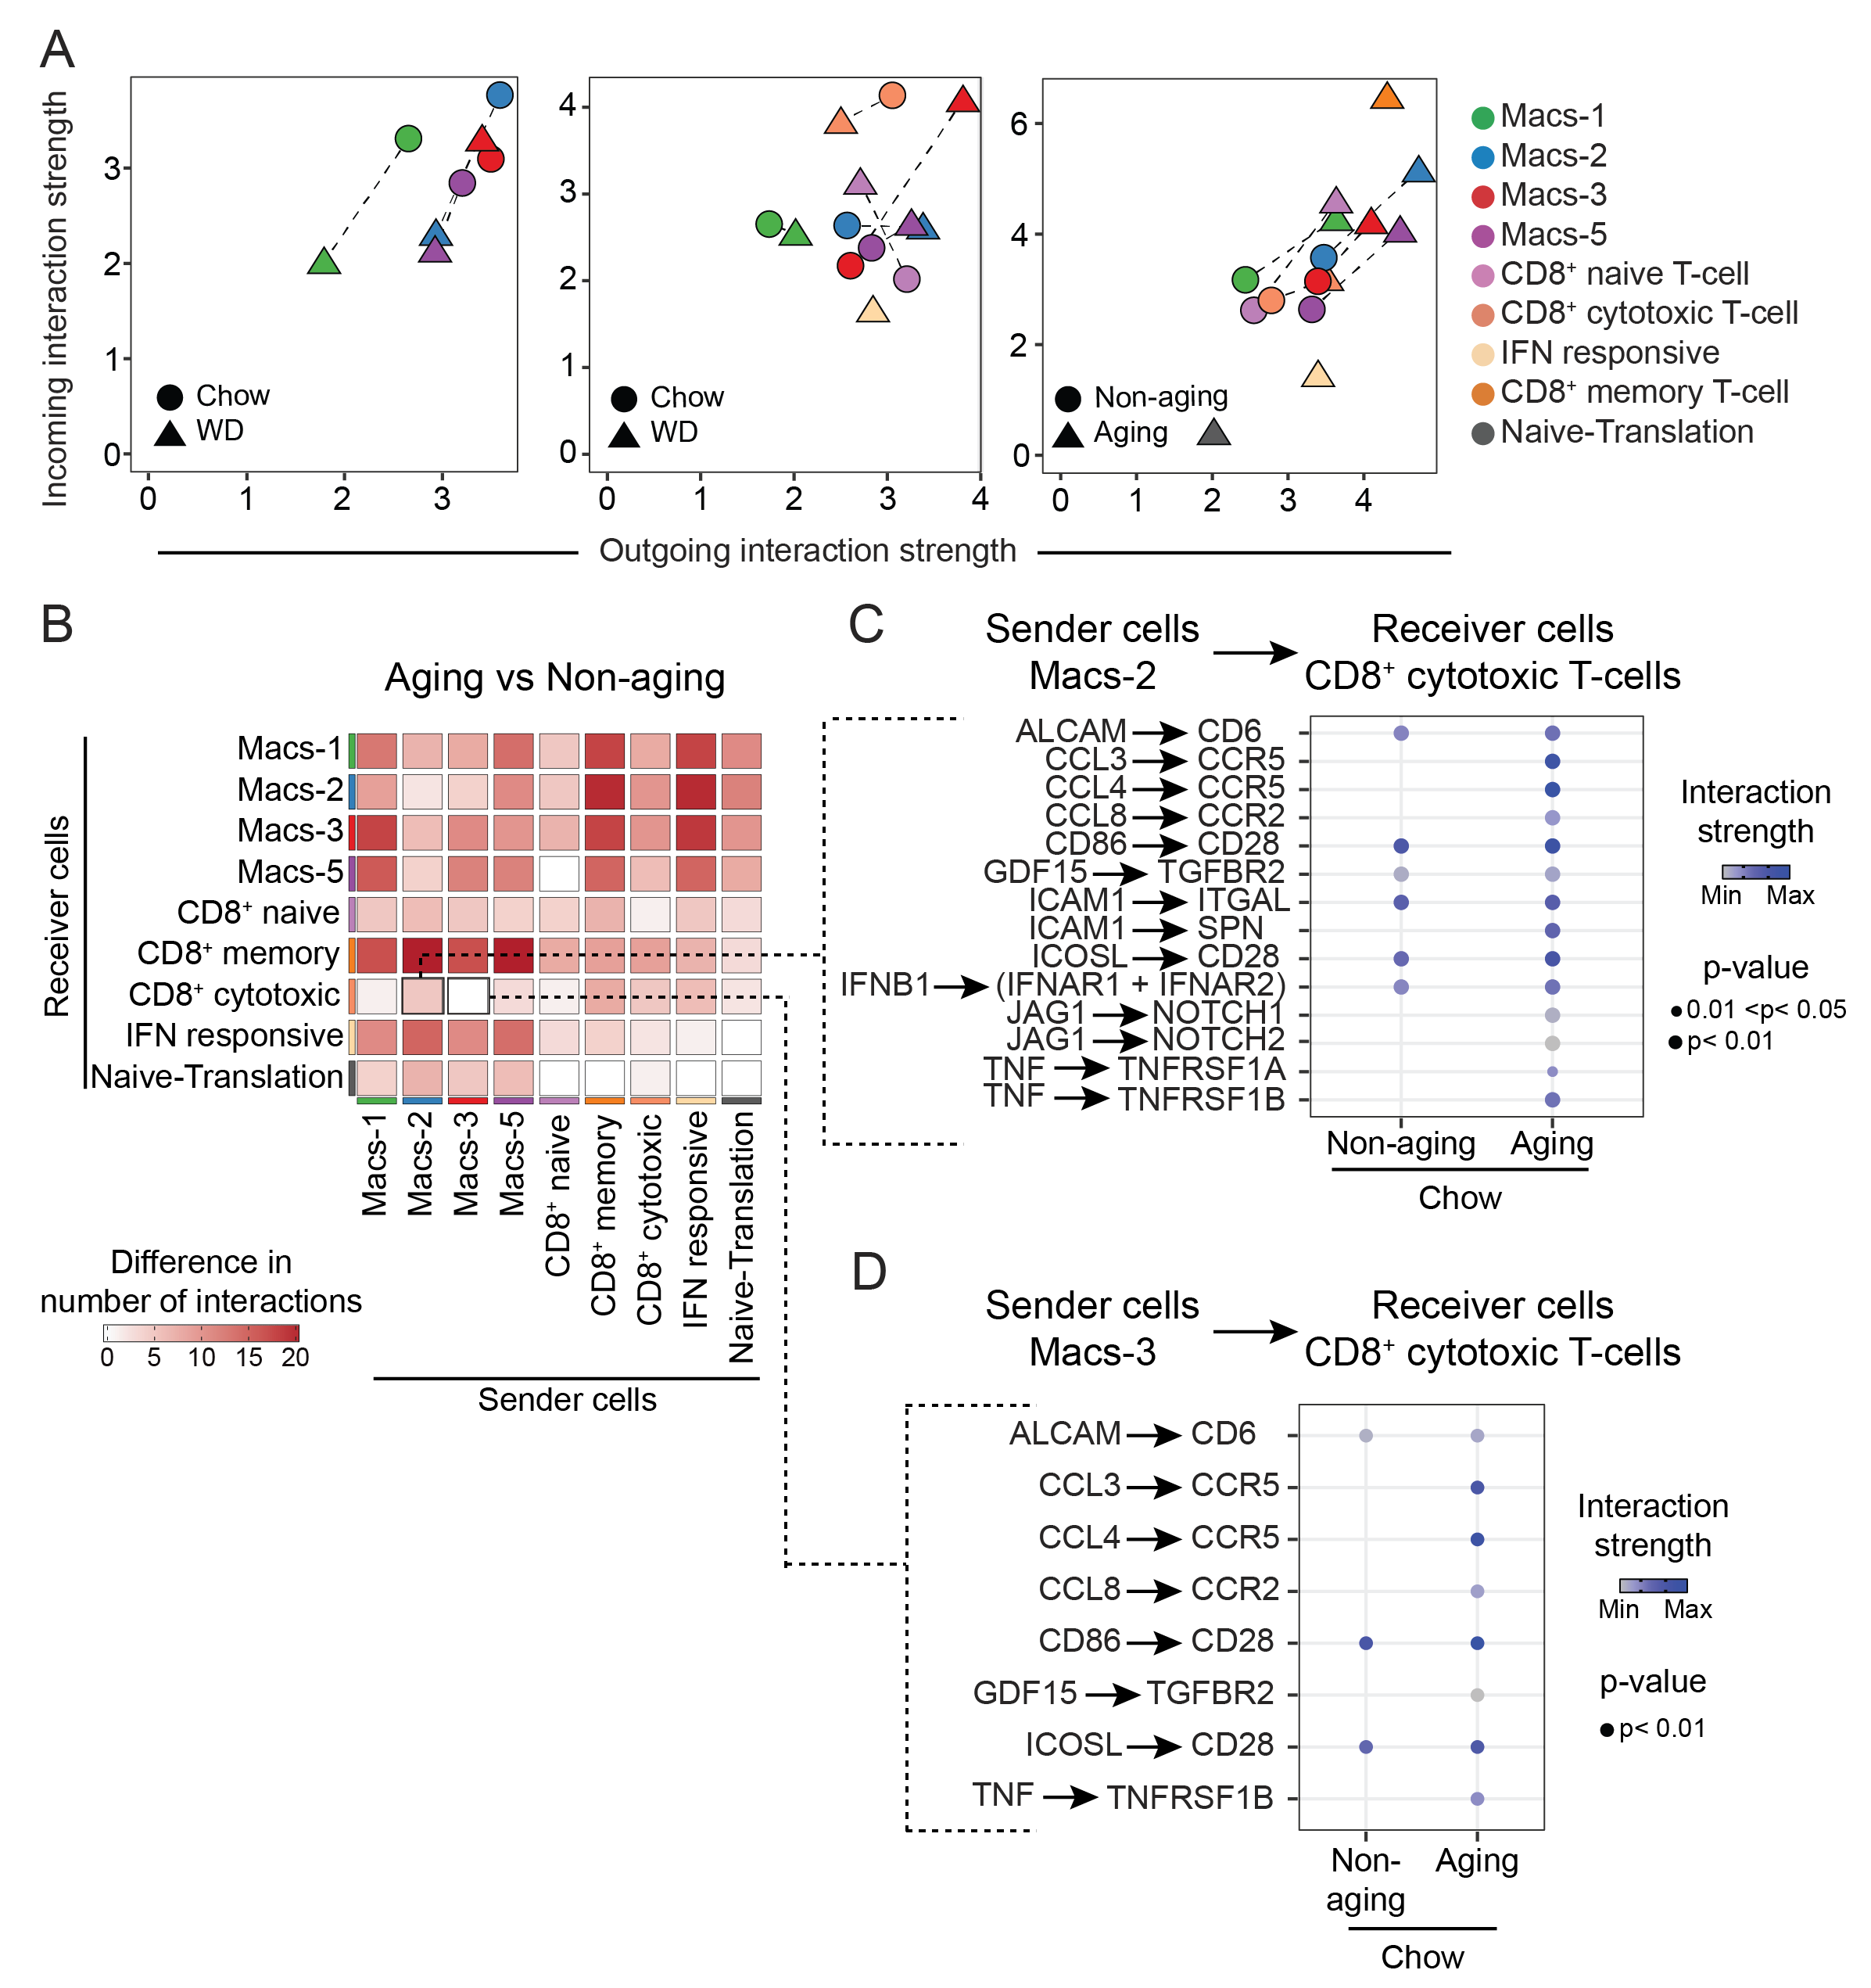 A
Incoming interaction strength
3
2
1
0
Chow
WD
0 1 2 3
4
3
2
1
0
Chow
WD
0 1 2 3 4
6
4
2
0
Non-aging
Aging
0 1 2 3 4
Macs-1
Macs-2
Macs-3
Macs-5
CD8+ naive T-cell
CD8+ cytotoxic T-cell
IFN responsive
CD8+ memory T-cell
Naive-Translation
Outgoing interaction strength
B
Aging vs Non-aging
Receiver cells
Macs-1
Macs-2
Macs-3
Macs-5
CD8+ naive
CD8+ memory
CD8+ cytotoxic
IFN responsive
Naive-Translation
Macs-1
Macs-2
Macs-3
Macs-5
CD8+ naive
CD8+ memory
CD8+ cytotoxic
IFN responsive
Naive-Translation
Sender cells
Difference in
number of interactions
0 5 10 15 20
C
Sender cells
Macs-2
Receiver cells
CD8+ cytotoxic T-cells
ALCAM CD6
CCL3 CCR5
CCL4 CCR5
CCL8 CCR2
CD86 CD28
GDF15 TGFBR2
ICAM1 ITGAL
ICAM1 SPN
ICOSL CD28
IFNB1 (IFNAR1 + IFNAR2)
JAG1 NOTCH1
JAG1 NOTCH2
TNF TNFRSF1A
TNF TNFRSF1B
Non-aging Aging
Chow
Interaction
strength
Min Max
p-value
0.01 <p< 0.05
p< 0.01
D
Sender cells
Macs-3
Receiver cells
CD8+ cytotoxic T-cells
ALCAM CD6
CCL3 CCR5
CCL4 CCR5
CCL8 CCR2
CD86 CD28
GDF15 TGFBR2
ICOSL CD28
TNF TNFRSF1B
Non-
aging
Aging
Chow
Interaction
strength
Min Max
p-value
p< 0.01